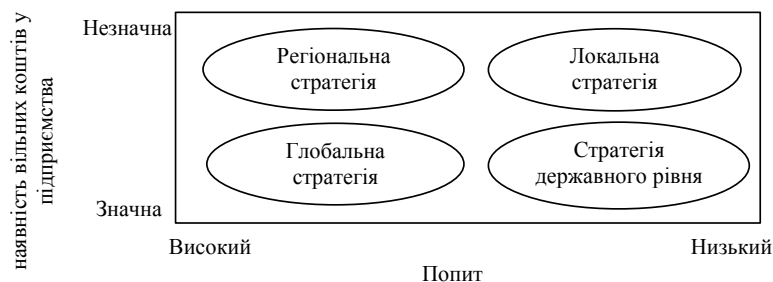 наявність вільних коштів у
підприємства
Незначна
Регіональна
стратегія
Локальна
стратегія
Глобальна
стратегія
Стратегія
державного рівня
Значна
Високий
Низький
Попит